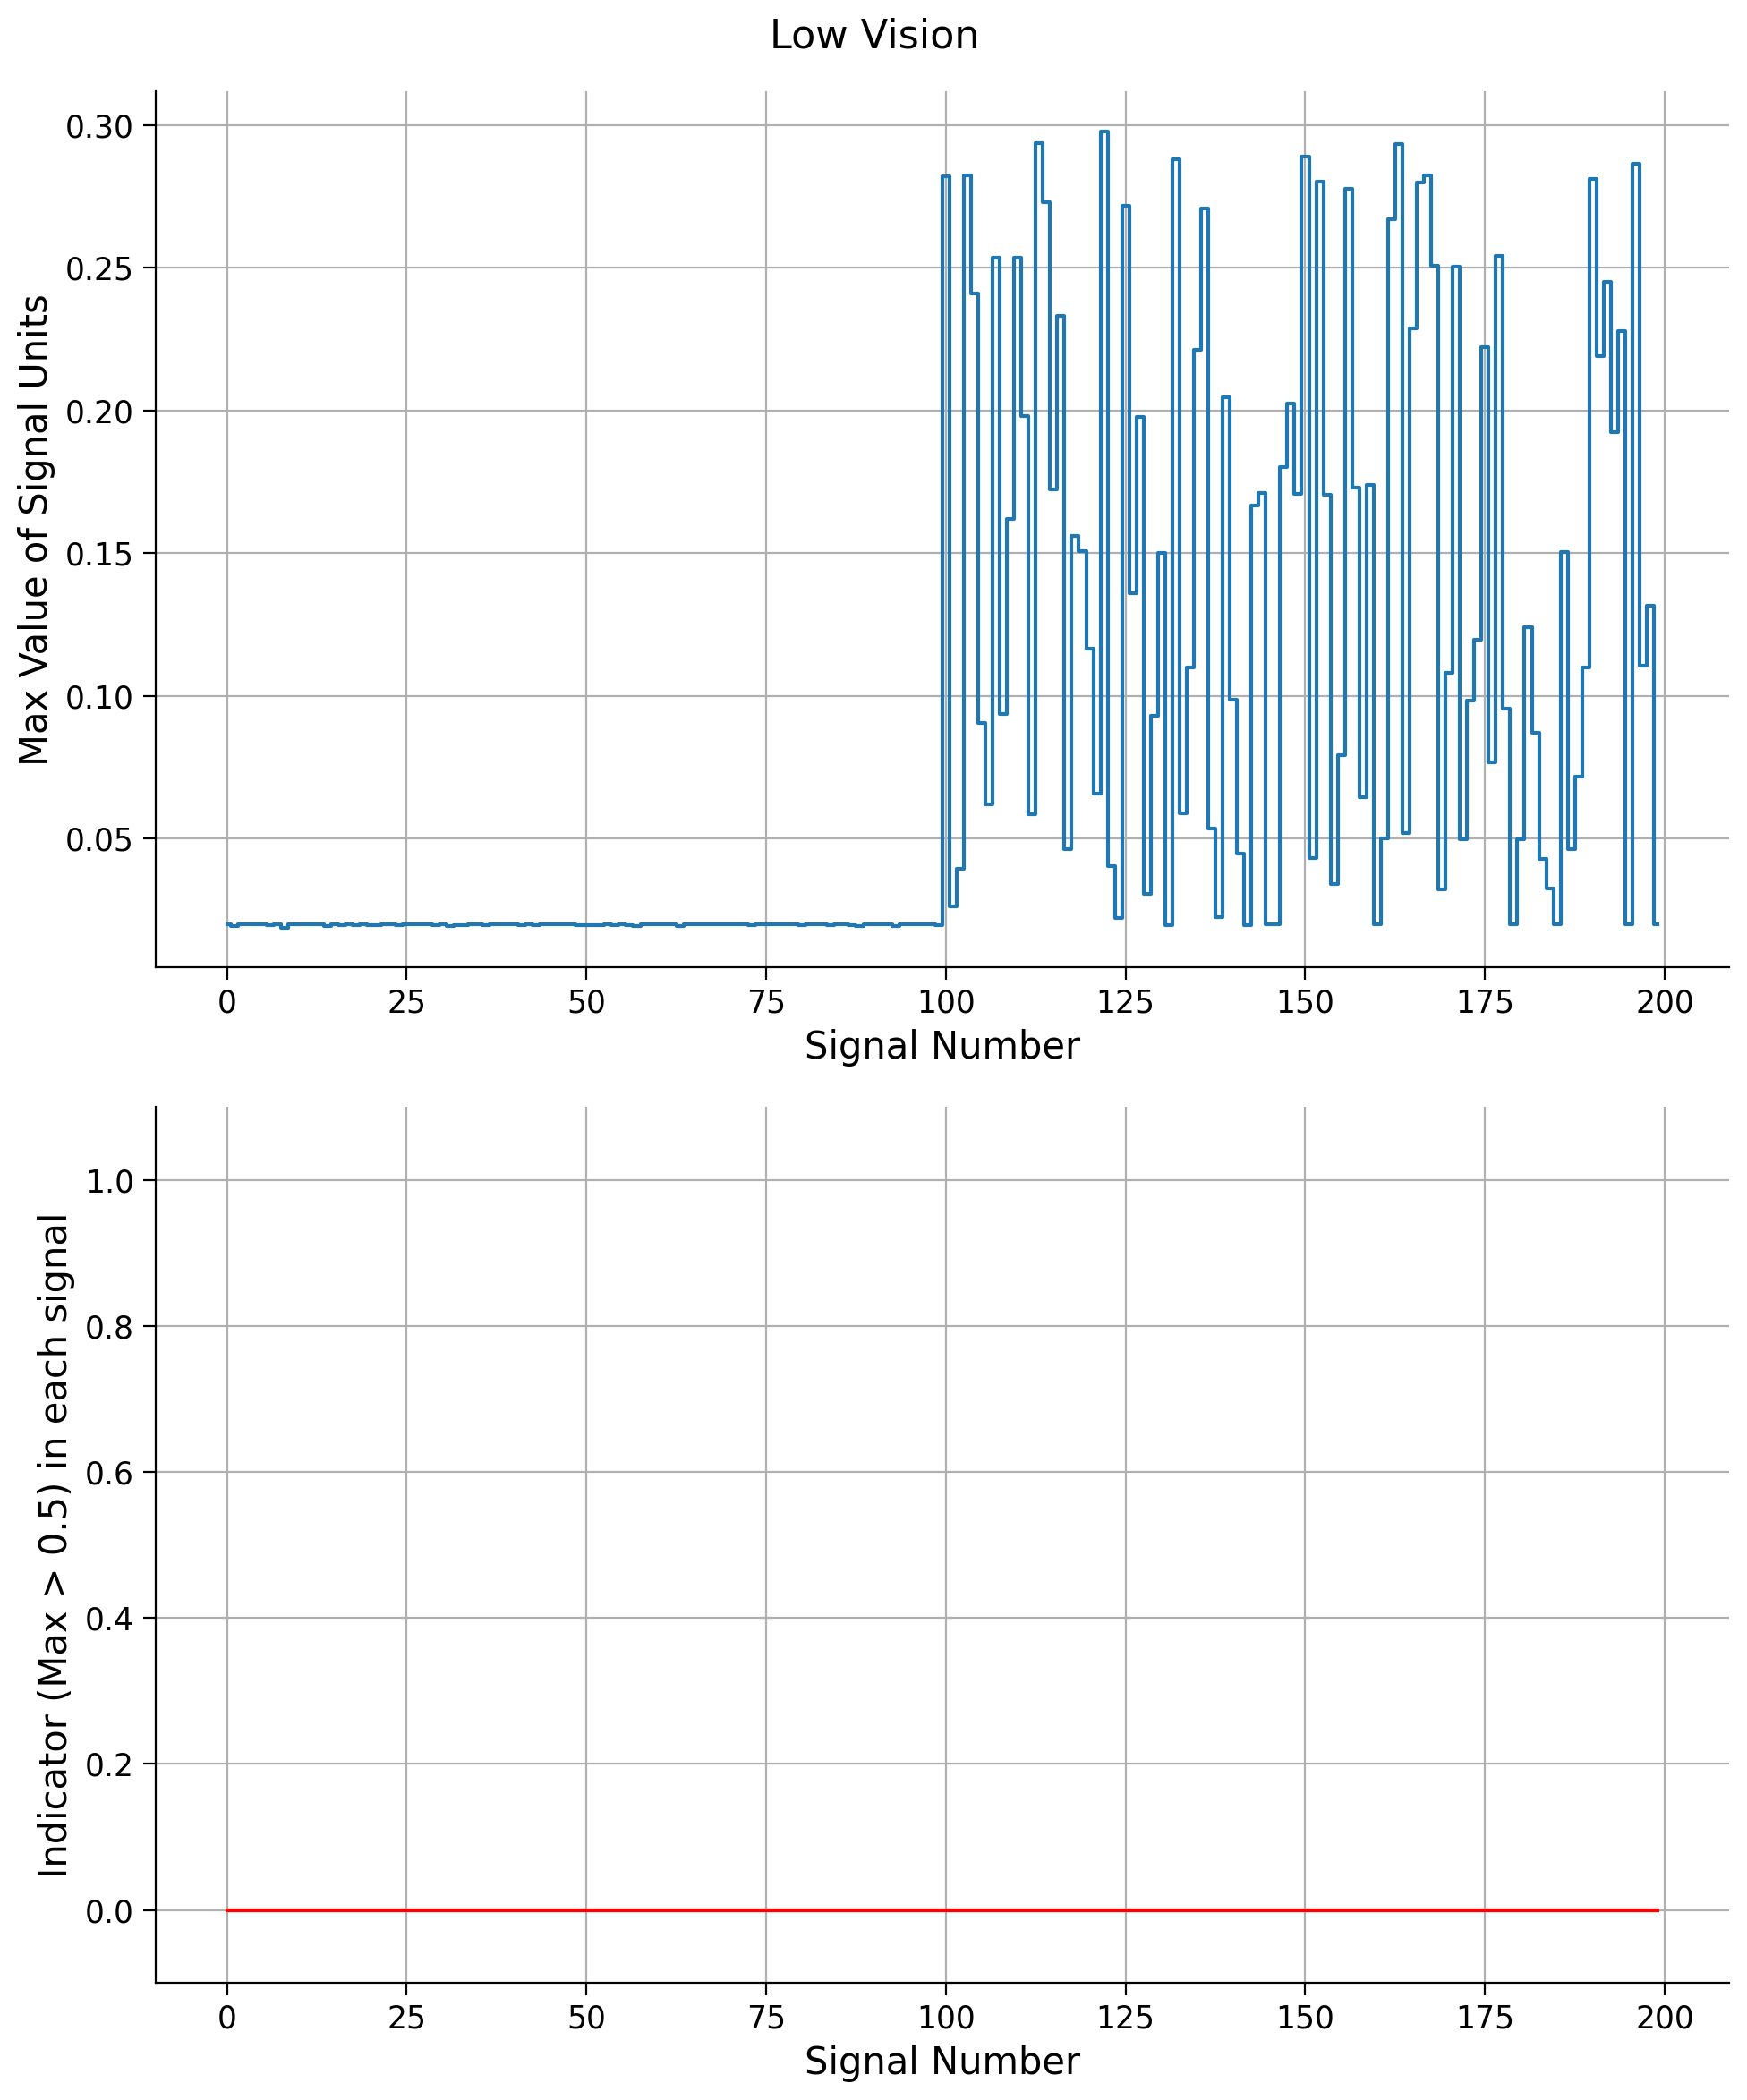 Low Vision
Max Value of Signal Units
0.30
0.25
0.20
0.15
0.10
0.05
0 25 50 75 100 125 150 175 200
Signal Number
Indicator (Max > 0.5) in each signal
1.0
0.8
0.6
0.4
0.2
0.0
0 25 50 75 100 125 150 175 200
Signal Number